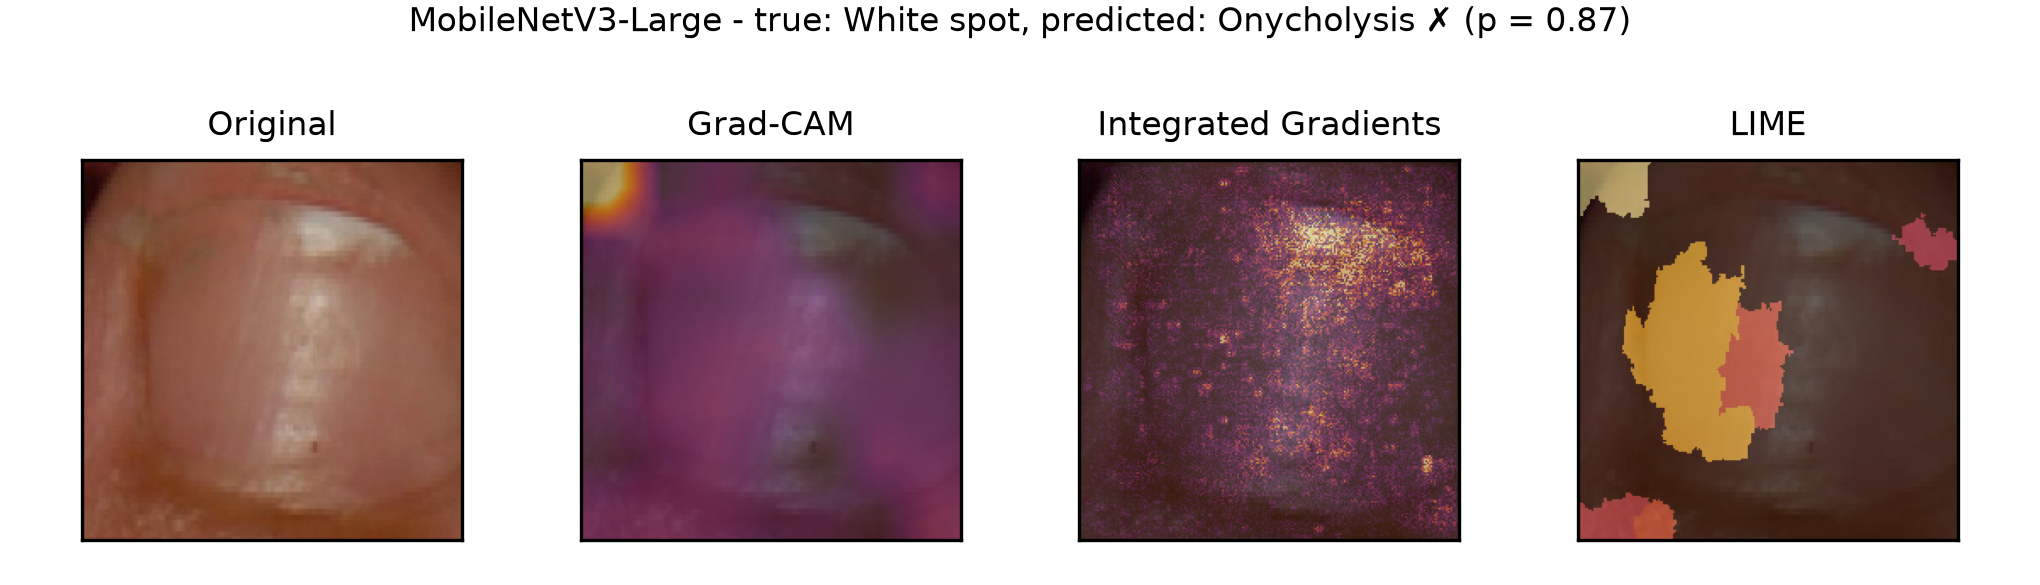 MobileNetV3-Large - true: White spot, predicted: Onycholysis ✗ (p = 0.87)
Original
Grad-CAM
Integrated Gradients
LIME